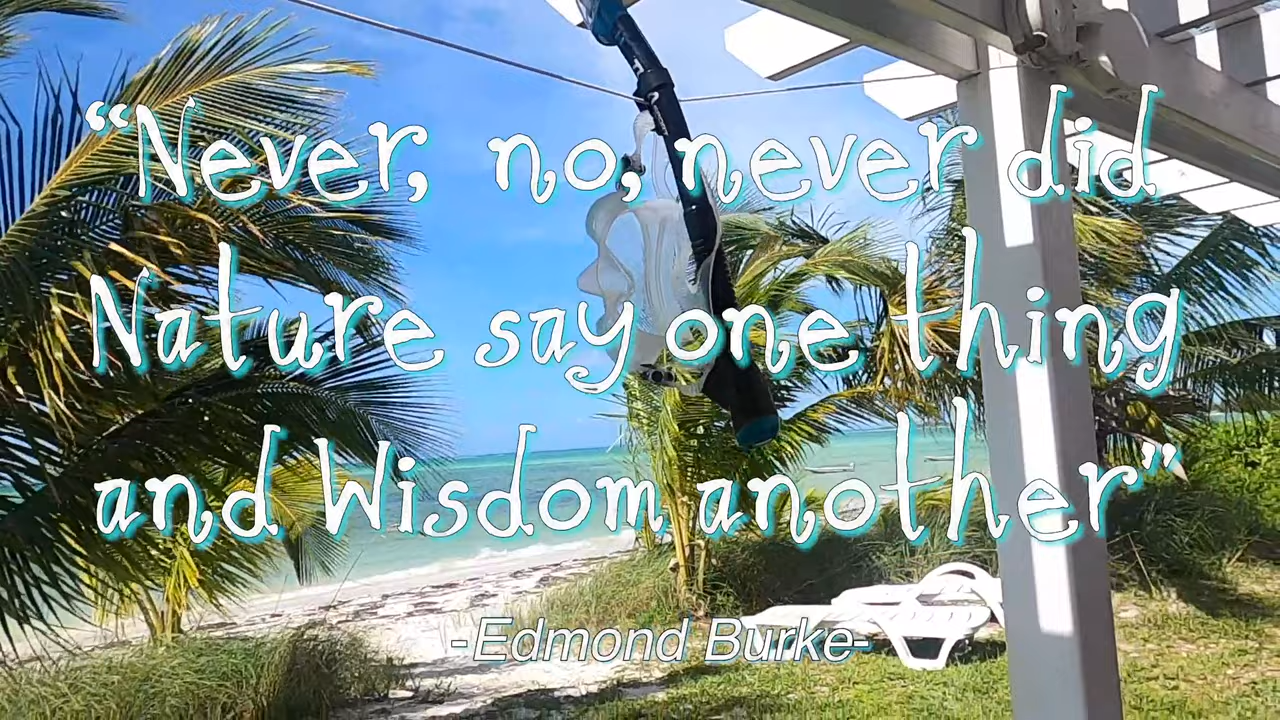 “Never, no, never did
Nature say one thing
and Wisdom another”
-Edmond Burke-